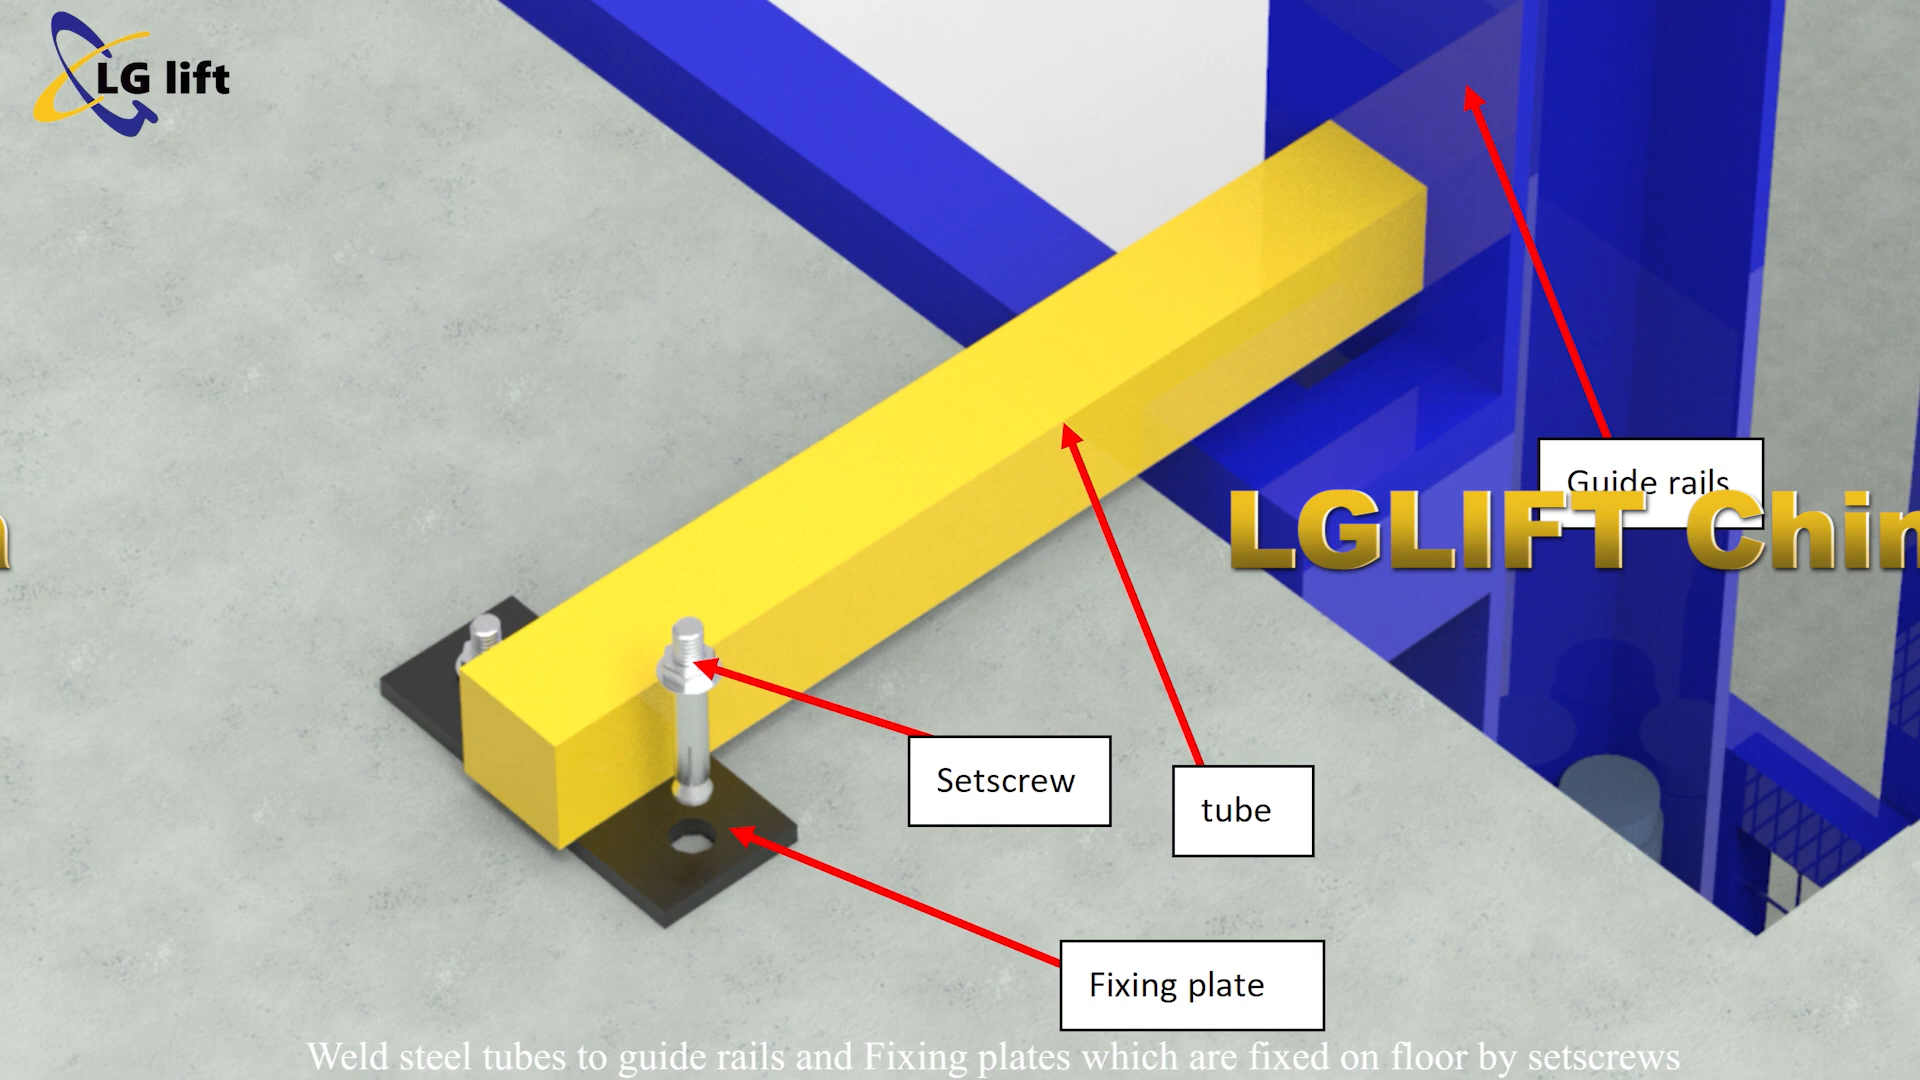 LG lift
Guide rails
LGLIFT Chin
Setscrew
tube
Fixing plate
Weld steel tubes to guide rails and Fixing plates which are fixed on floor by setscrews